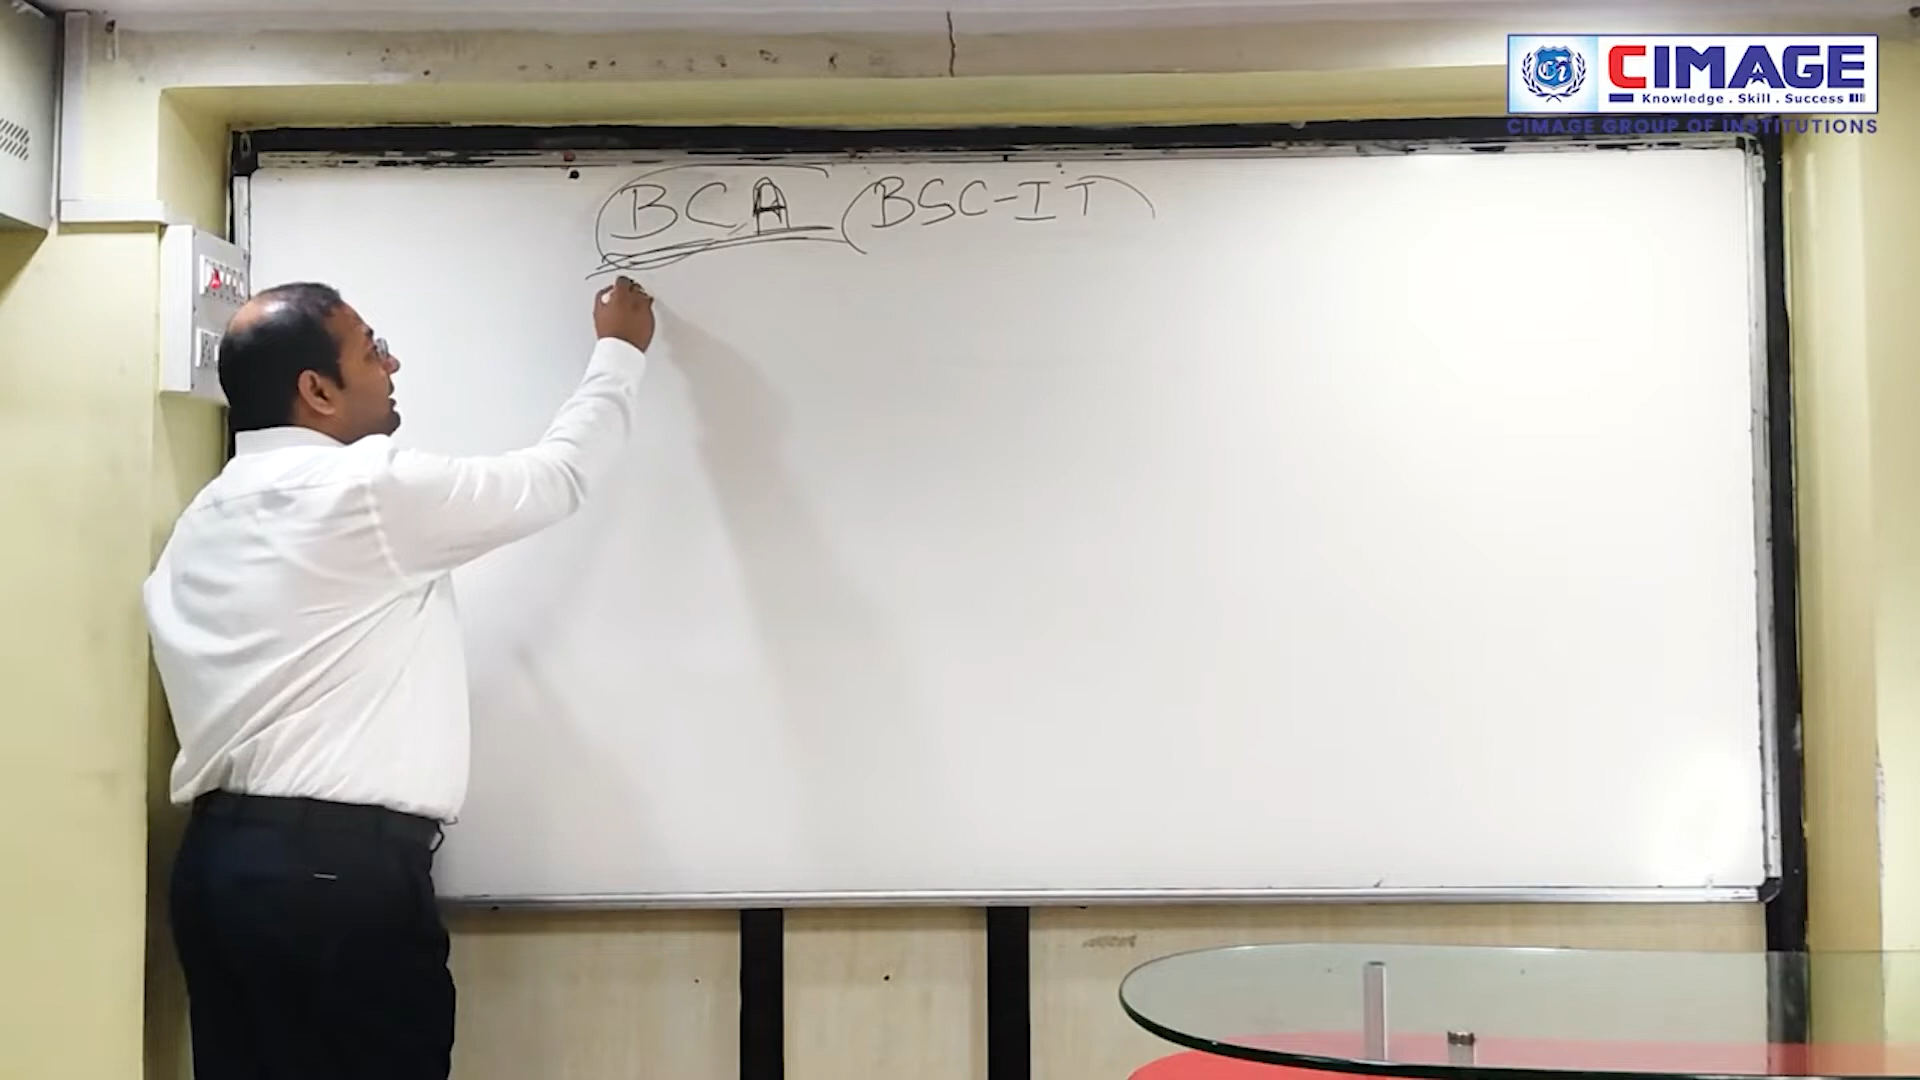 CIMAGE
Knowledge . Skill . Success
CIMAGE GROUP OF INSTITUTIONS
BCA (BSC-IT)